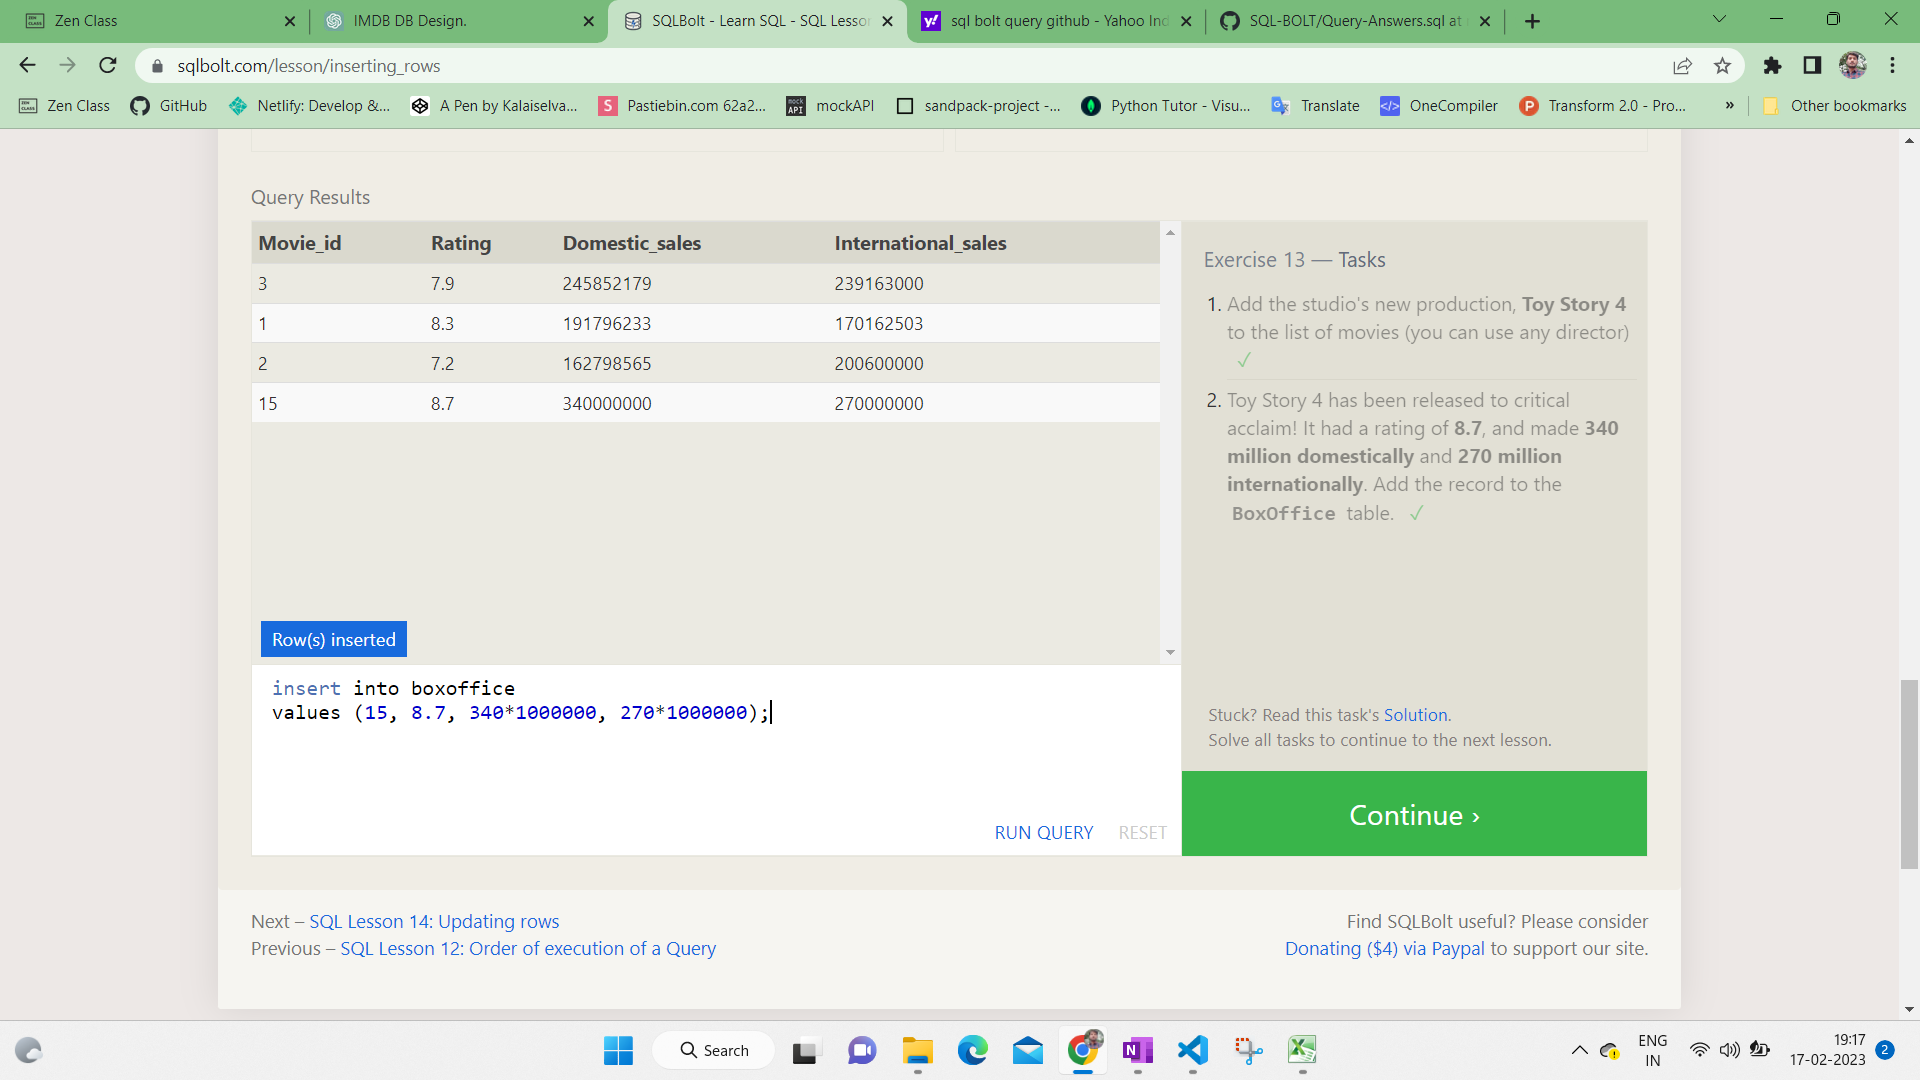 Zen Class
IMDB DB Design.
SQLBolt - Learn SQL - SQL Lesson
sql bolt query github - Yahoo Ind
SQL-BOLT/Query-Answers.sql at
sqlbolt.com/lesson/inserting_rows
Zen Class
GitHub
Netlify: Develop &...
A Pen by Kalaiselva...
Pastiebin.com 62a2...
mockAPI
sandpack-project -...
Python Tutor - Visu...
Translate
OneCompiler
Transform 2.0 - Pro...
»
Other bookmarks
Query Results
Movie_id Rating Domestic_sales International_sales
3 7.9 245852179 239163000
1 8.3 191796233 170162503
2 7.2 162798565 200600000
15 8.7 340000000 270000000
Row(s) inserted
insert into boxoffice
values (15, 8.7, 340*1000000, 270*1000000);
RUN QUERY RESET
Exercise 13 — Tasks
1. Add the studio's new production, Toy Story 4
to the list of movies (you can use any director)
✓
2. Toy Story 4 has been released to critical
acclaim! It had a rating of 8.7, and made 340
million domestically and 270 million
internationally. Add the record to the
BoxOffice table. ✓
Stuck? Read this task's Solution.
Solve all tasks to continue to the next lesson.
Continue ›
Next – SQL Lesson 14: Updating rows
Previous – SQL Lesson 12: Order of execution of a Query
Find SQLBolt useful? Please consider
Donating ($4) via Paypal to support our site.
Search
ENG
IN
19:17
17-02-2023
2